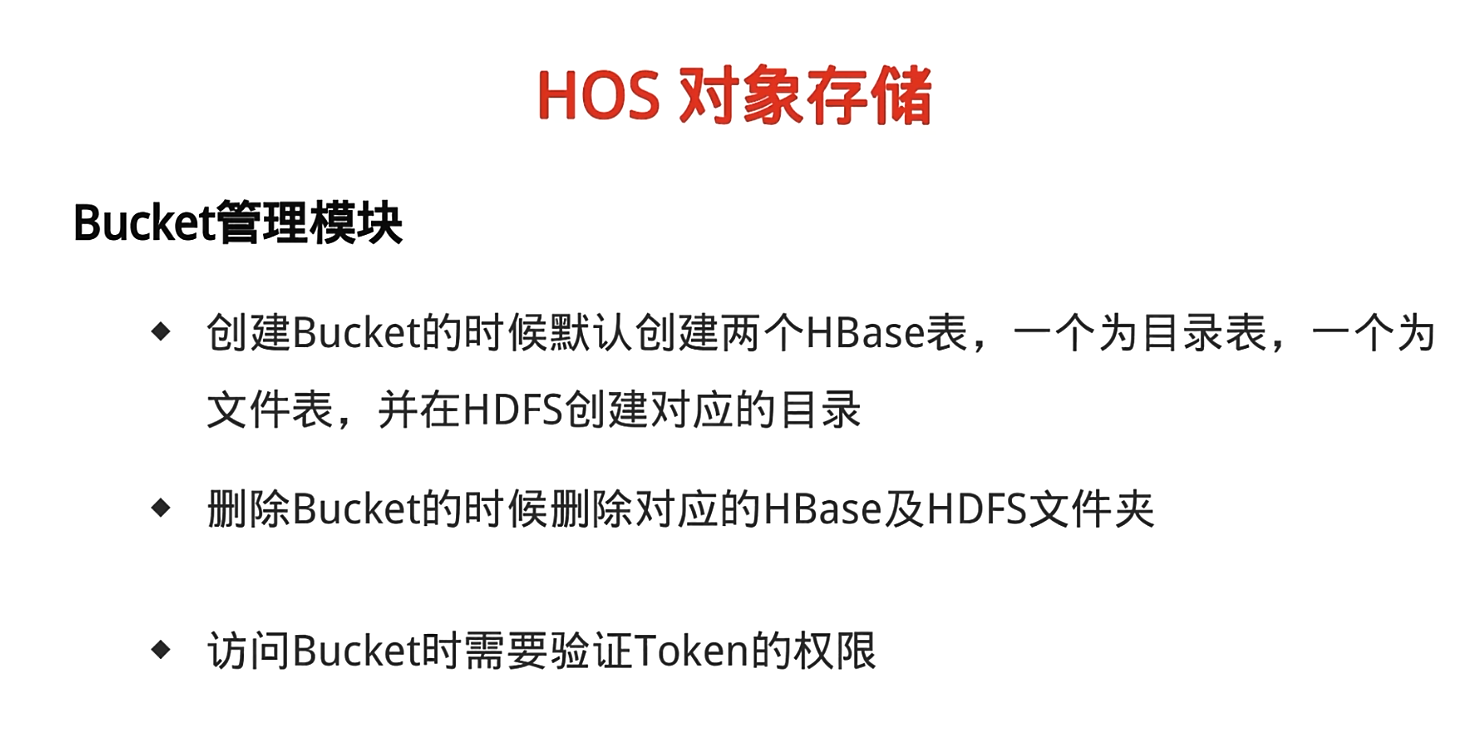 HOS 对象存储
Bucket管理模块
◆ 创建Bucket的时候默认创建两个HBase表，一个为目录表，一个为
文件表，并在HDFS创建对应的目录
◆ 删除Bucket的时候删除对应的HBase及HDFS文件夹
◆ 访问Bucket时需要验证Token的权限